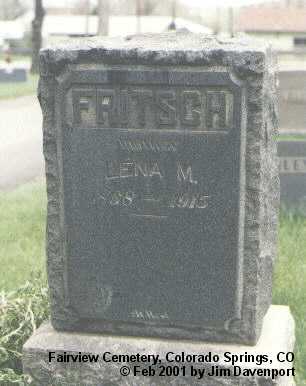 FRITSCH
LENA M.
1915
Fairview Cemetery, Colorado Springs, CO
© Feb 2001 by Jim Davenport